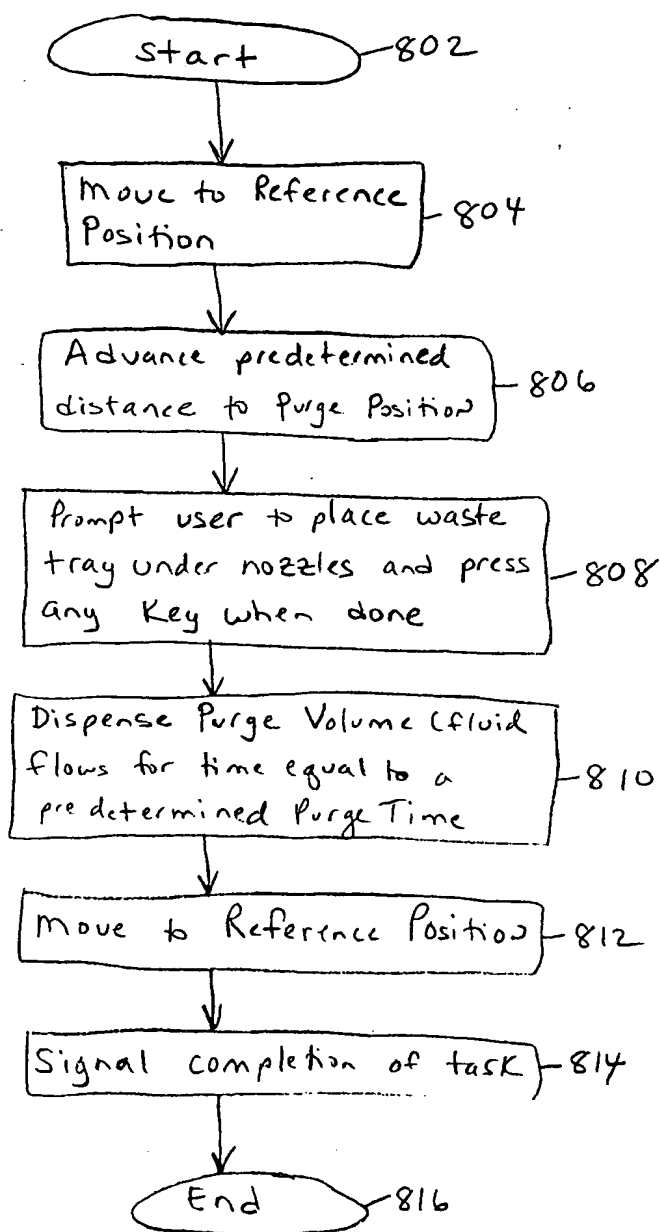 Start
802
Move to Reference
Position
804
Advance predetermined
distance to Purge Position
806
Prompt user to place waste
tray under nozzles and press
any Key when done
808
Dispense Purge Volume (fluid
flows for time equal to a
predetermined Purge Time
810
Move to Reference Position
812
Signal completion of task
814
End
816